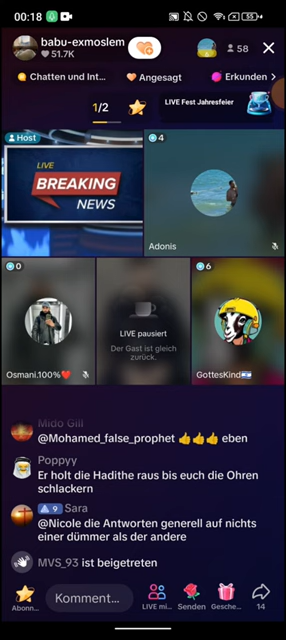 00:18
55
babu-exmoslem
51.7K
58
Chatten und Int...
Angesagt
Erkunden
1/2
LIVE Fest Jahresfeier
Host
LIVE
BREAKING
NEWS
4
Adonis
0
Osmani.100%❤️
LIVE pausiert
Der Gast ist gleich
zurück.
6
GottesKind🇮🇱
Mido Gill
@Mohamed_false_prophet 👍👍👍 eben
Poppyy
Er holt die Hadithe raus bis euch die Ohren
schlackern
9 Sara
@Nicole die Antworten generell auf nichts
einer dümmer als der andere
MVS_93 ist beigetreten
Kommentar...
Abonn...
LIVE mi...
Senden
Gesche...
14